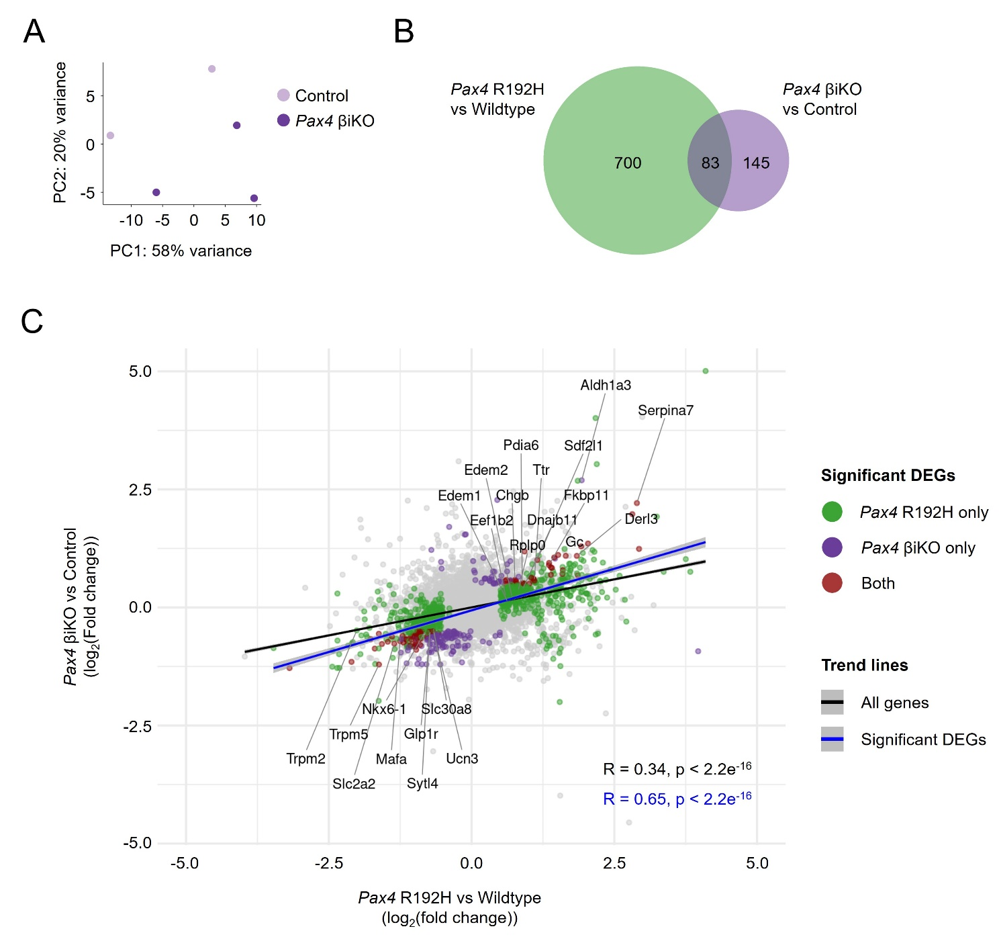 A
B
PC2: 20% variance
5
0
-5
-10 -5 0 5 10
PC1: 58% variance
Control
Pax4 βiKO
Pax4 R192H
vs Wildtype
Pax4 βiKO
vs Control
700
83
145
C
Pax4 βiKO vs Control
(log2(Fold change))
5.0
2.5
0.0
-2.5
-5.0
-5.0 -2.5 0.0 2.5 5.0
Pax4 R192H vs Wildtype
(log2(fold change))
Aldh1a3
Serpina7
Pdia6
Sdf2l1
Edem2
Ttr
Edem1
Chgb
Fkbp11
Eef1b2
Dnajb11
Derl3
Rplp0
Gc
Nkx6-1
Slc30a8
Trpm5
Glp1r
Trpm2
Mafa
Ucn3
Slc2a2
Sytl4
R = 0.34, p < 2.2e-16
R = 0.65, p < 2.2e-16
Significant DEGs
Pax4 R192H only
Pax4 βiKO only
Both
Trend lines
All genes
Significant DEGs